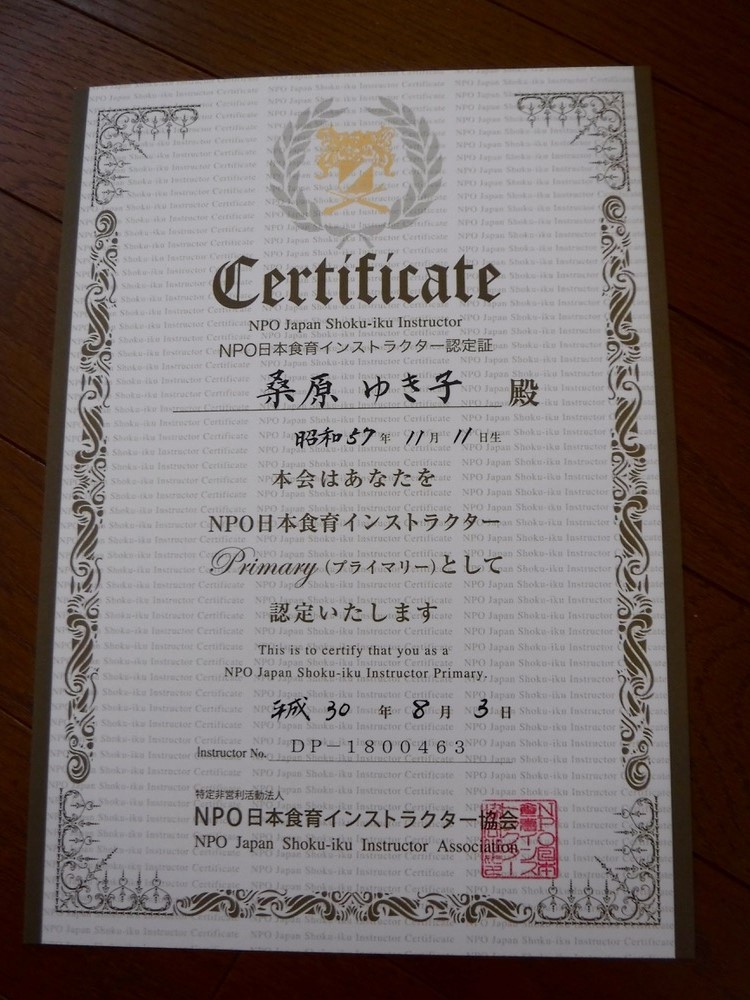 Certificate
NPO Japan Shoku-iku Instructor
NPO日本食育インストラクター認定証
桑原 ゆき子 殿
昭和57年 11月 11日生
本会はあなたを
NPO日本食育インストラクター
Primary(プライマリー)として
認定いたします
This is to certify that you as a
NPO Japan Shoku-iku Instructor Primary.
平成 30 年 8月 3日
Instructor No. DP-1800463
特定非営利活動法人
NPO日本食育インストラクター協会
NPO Japan Shoku-iku Instructor Association